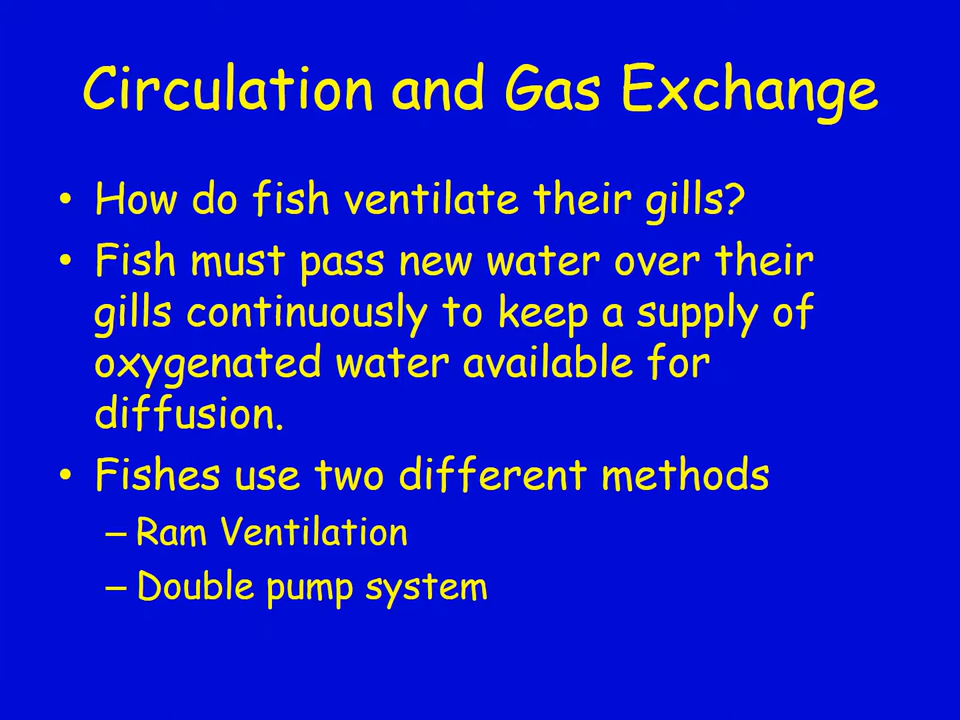 Circulation and Gas Exchange
• How do fish ventilate their gills?
• Fish must pass new water over their
gills continuously to keep a supply of
oxygenated water available for
diffusion.
• Fishes use two different methods
– Ram Ventilation
– Double pump system